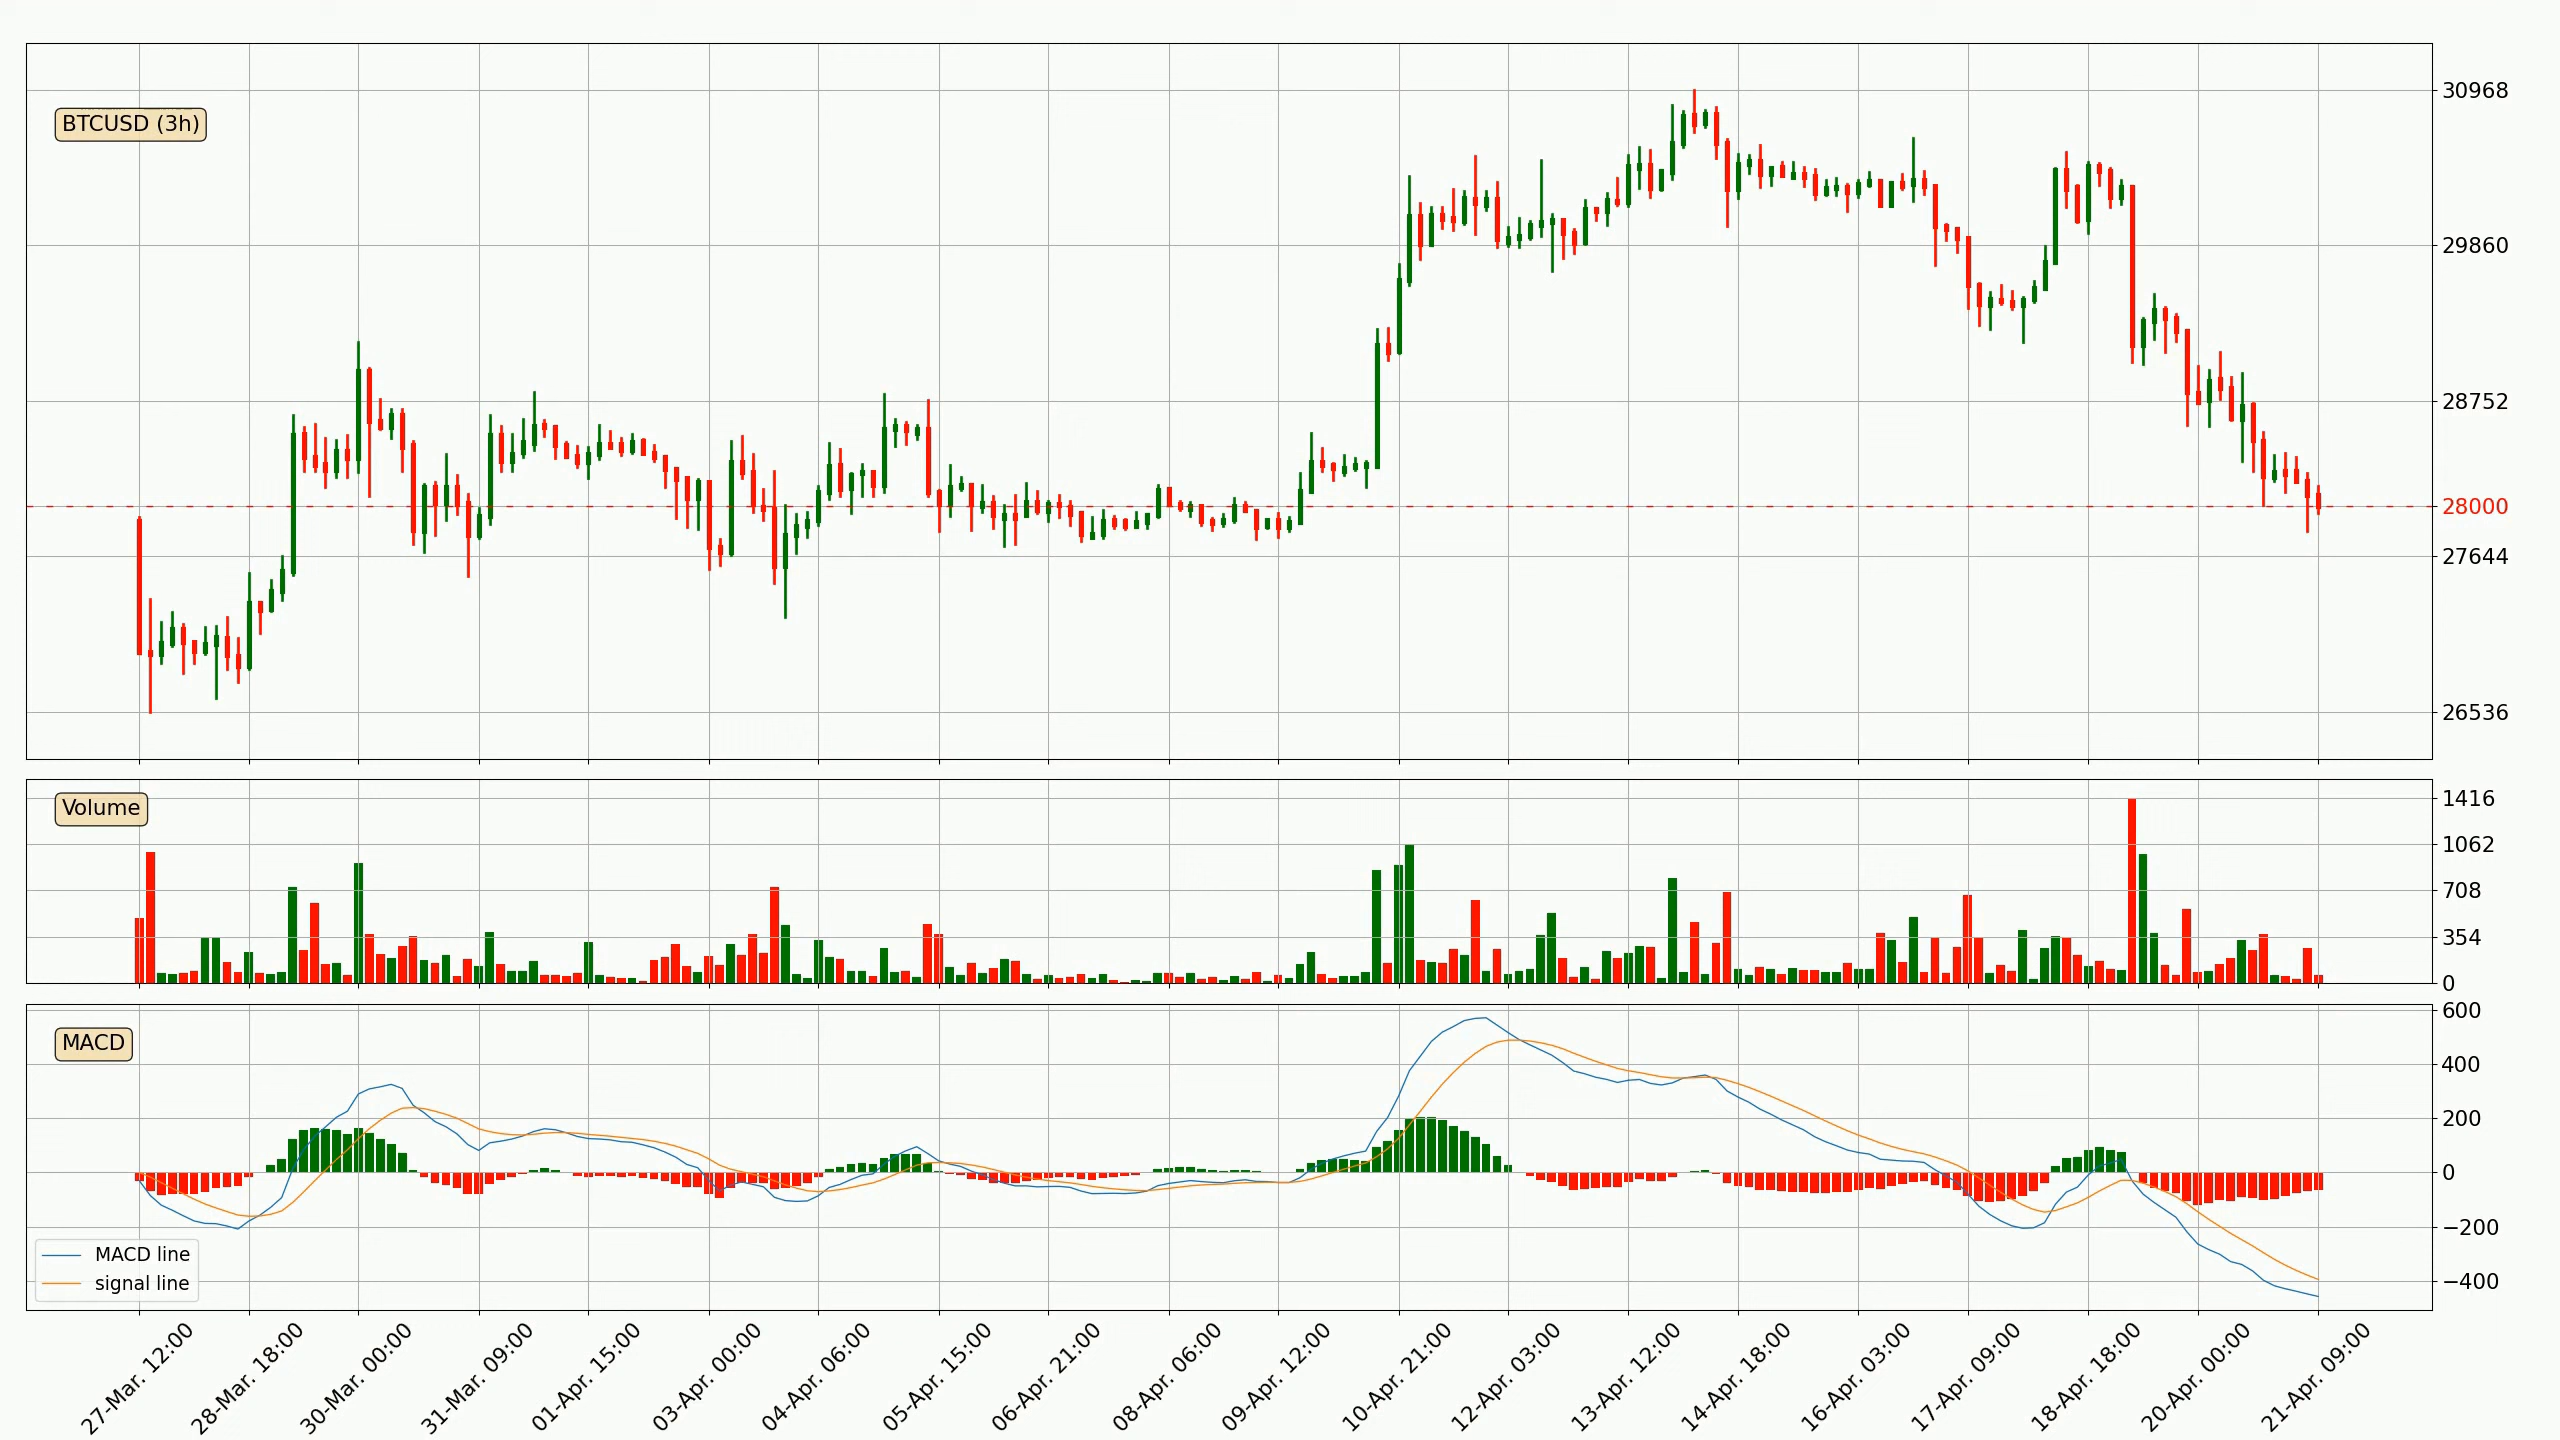 BTCUSD (3h)
30968
29860
28752
28000
27644
26536
Volume
1416
1062
708
354
0
MACD
600
400
200
0
−200
−400
MACD line
signal line
27-Mar. 12:00
28-Mar. 18:00
30-Mar. 00:00
31-Mar. 09:00
01-Apr. 15:00
03-Apr. 00:00
04-Apr. 06:00
05-Apr. 15:00
06-Apr. 21:00
08-Apr. 06:00
09-Apr. 12:00
10-Apr. 21:00
12-Apr. 03:00
13-Apr. 12:00
14-Apr. 18:00
16-Apr. 03:00
17-Apr. 09:00
18-Apr. 18:00
20-Apr. 00:00
21-Apr. 09:00